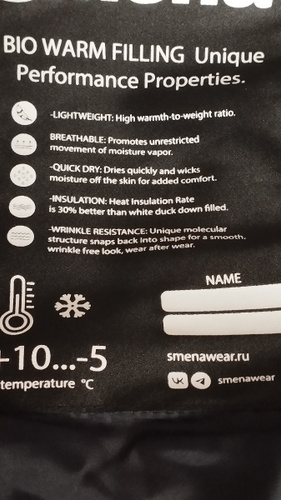 BIO WARM FILLING Unique
Performance Properties.
-LIGHTWEIGHT: High warmth-to-weight ratio.
BREATHABLE: Promotes unrestricted
movement of moisture vapor.
-QUICK DRY: Dries quickly and wicks
moisture off the skin for added comfort.
-INSULATION: Heat Insulation Rate
is 30% better than white duck down filled.
-WRINKLE RESISTANCE: Unique molecular
structure snaps back into shape for a smooth,
wrinkle free look, wear after wear.
NAME
+10...-5
temperature °C
smenawear.ru
smenawear